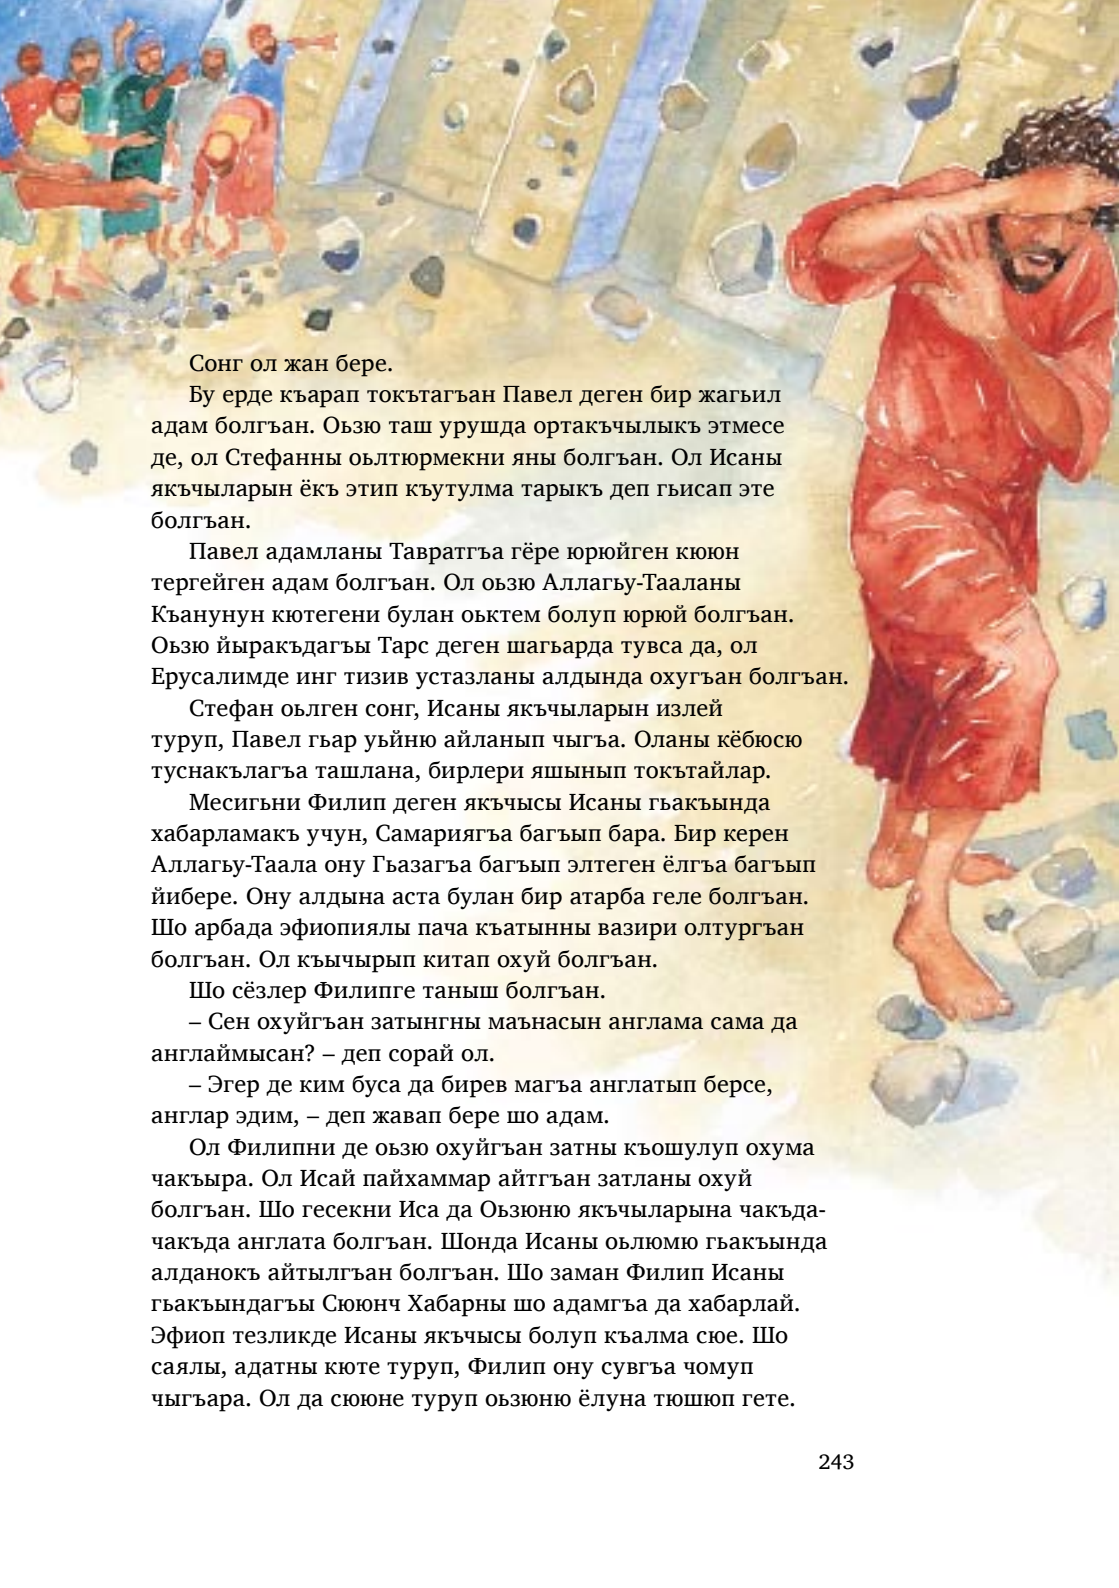 Сонг ол жан бере.
Бу ерде къарап токътагъан Павел деген бир жагьил
адам болгъан. Оьзю таш урушда ортакъчылыкъ этмесе
де, ол Стефанны оьлтюрмекни яны болгъан. Ол Исаны
якъчыларын ёкъ этип къутулма тарыкъ деп гьисап эте
болгъан.
Павел адамланы Тавратгъа гёре юрюйген кююн
тергейген адам болгъан. Ол оьзю Аллагьу-Тааланы
Къанунун кютегени булан оьктем болуп юрюй болгъан.
Оьзю йыракъдагъы Тарс деген шагьарда тувса да, ол
Ерусалимде инг тизив устазланы алдында охугъан болгъан.
Стефан оьлген сонг, Исаны якъчыларын излей
туруп, Павел гьар уьйню айланып чыгъа. Оланы кёбюсю
туснакълагъа ташлана, бирлери яшынып токътайлар.
Месигьни Филип деген якъчысы Исаны гьакъында
хабарламакъ учун, Самариягъа багъып бара. Бир керен
Аллагьу-Таала ону Гьазагъа багъып элтеген ёлгъа багъып
йибере. Ону алдына аста булан бир атарба геле болгъан.
Шо арбада эфиопиялы пача къатынны вазири олтургъан
болгъан. Ол къычырып китап охуй болгъан.
Шо сёзлер Филипге таныш болгъан.
– Сен охуйгъан затынгны маънасын англама сама да
англаймысан? – деп сорай ол.
– Эгер де ким буса да бирев магъа англатып берсе,
англар эдим, – деп жавап бере шо адам.
Ол Филипни де оьзю охуйгъан затны къошулуп охума
чакъыра. Ол Исай пайхаммар айтгъан затланы охуй
болгъан. Шо гесекни Иса да Оьзюню якъчыларына чакъда-
чакъда англата болгъан. Шонда Исаны оьлюмю гьакъында
алданокъ айтылгъан болгъан. Шо заман Филип Исаны
гьакъындагъы Сююнч Хабарны шо адамгъа да хабарлай.
Эфиоп тезликде Исаны якъчысы болуп къалма сюе. Шо
саялы, адатны кюте туруп, Филип ону сувгъа чомуп
чыгъара. Ол да сююне туруп оьзюню ёлуна тюшюп гете.
243